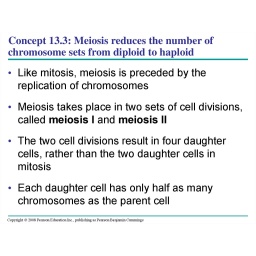 Concept 13.3: Meiosis reduces the number of
chromosome sets from diploid to haploid
• Like mitosis, meiosis is preceded by the
replication of chromosomes
• Meiosis takes place in two sets of cell divisions,
called meiosis I and meiosis II
• The two cell divisions result in four daughter
cells, rather than the two daughter cells in
mitosis
• Each daughter cell has only half as many
chromosomes as the parent cell
Copyright © 2008 Pearson Education Inc., publishing as Pearson Benjamin Cummings